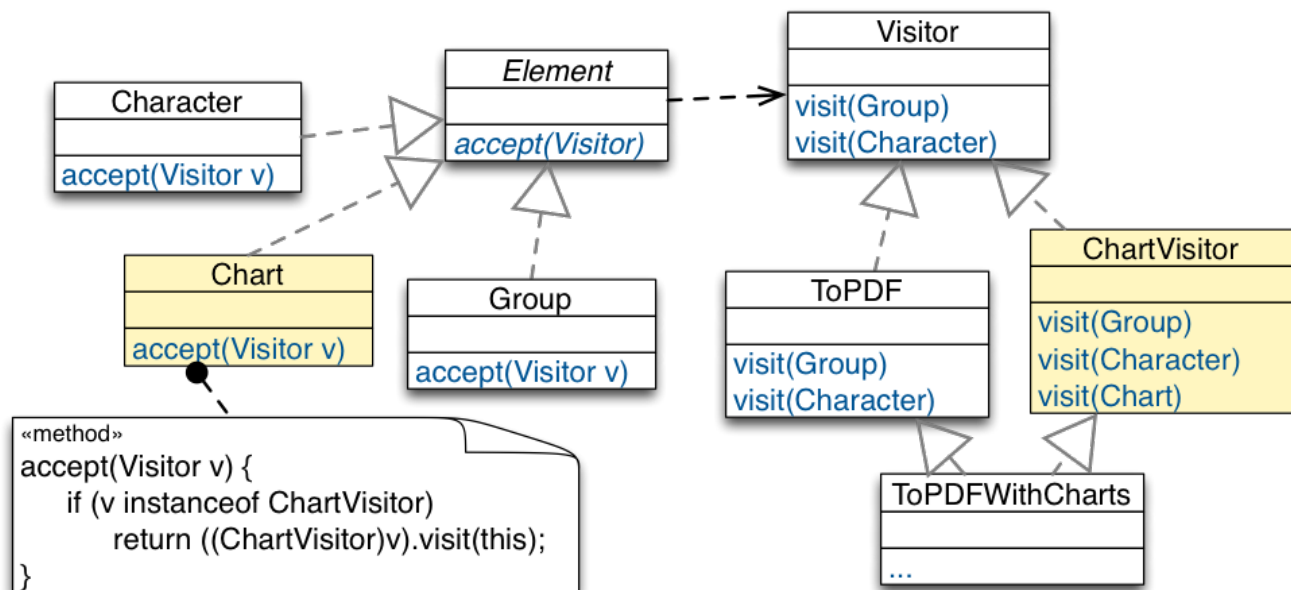 Character
accept(Visitor v)
Element
accept(Visitor)
Visitor
visit(Group)
visit(Character)
Chart
accept(Visitor v)
Group
accept(Visitor v)
ToPDF
visit(Group)
visit(Character)
ChartVisitor
visit(Group)
visit(Character)
visit(Chart)
«method»
accept(Visitor v) {
if (v instanceof ChartVisitor)
return ((ChartVisitor)v).visit(this);
}
ToPDFWithCharts
...